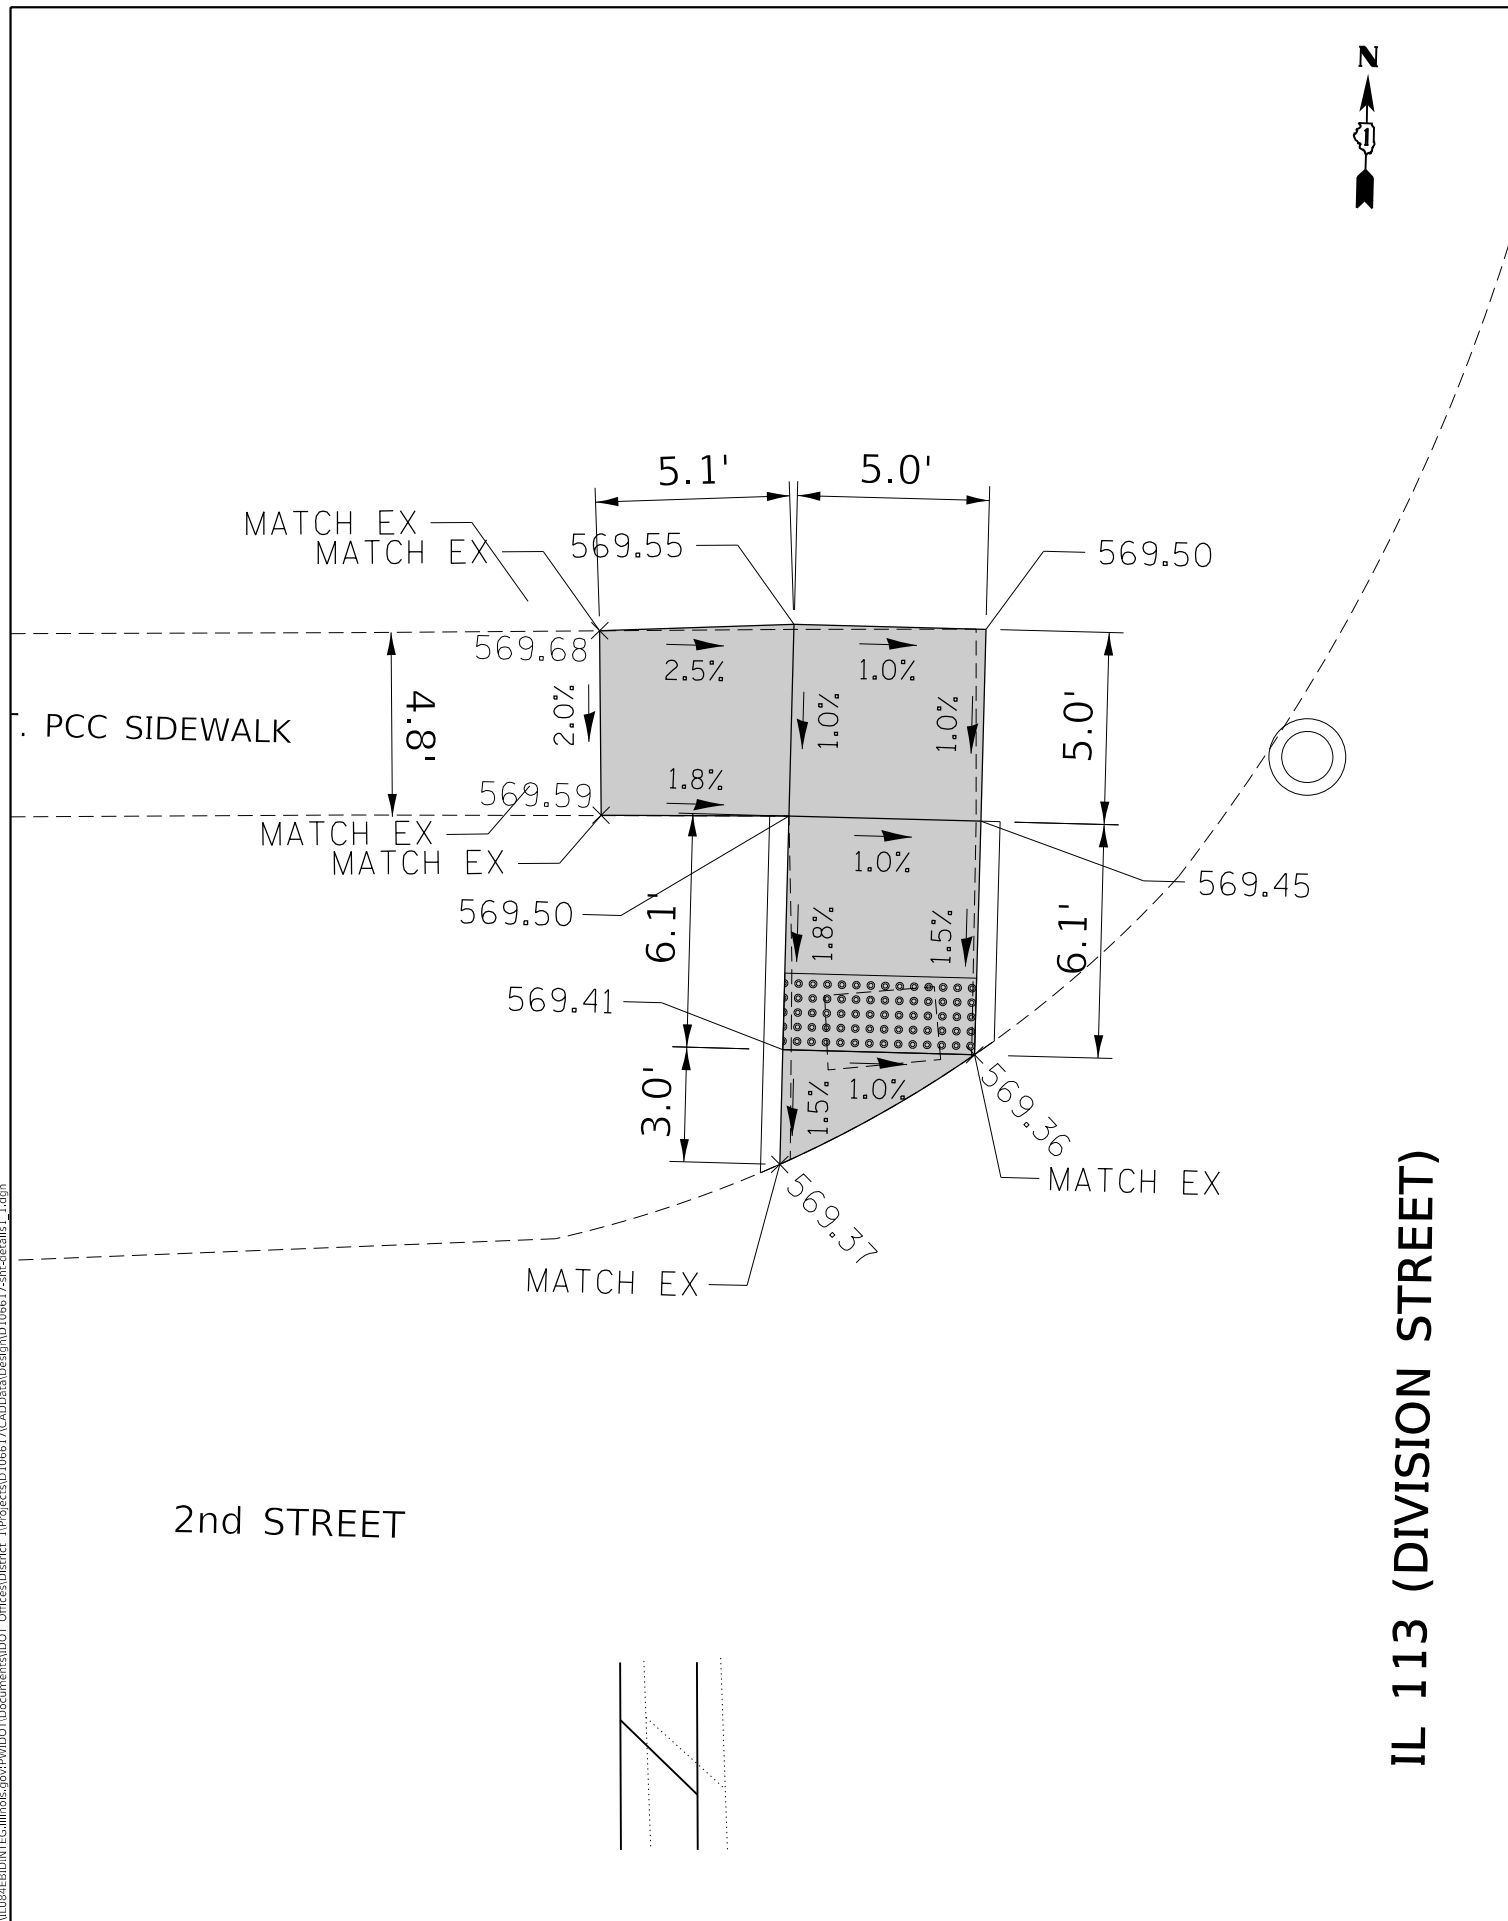 N
1
5.1'
5.0'
MATCH EX
MATCH EX
569.55
569.50
569.68
2.5%
1.0%
4.8'
2.0%
1.0%
1.0%
5.0'
. PCC SIDEWALK
1.8%
569.59
MATCH EX
MATCH EX
1.0%
569.50
569.45
6.1'
1.8%
1.5%
6.1'
569.41
1.0%
3.0'
1.5%
569.36
MATCH EX
569.37
MATCH EX
2nd STREET
IL 113 (DIVISION STREET)